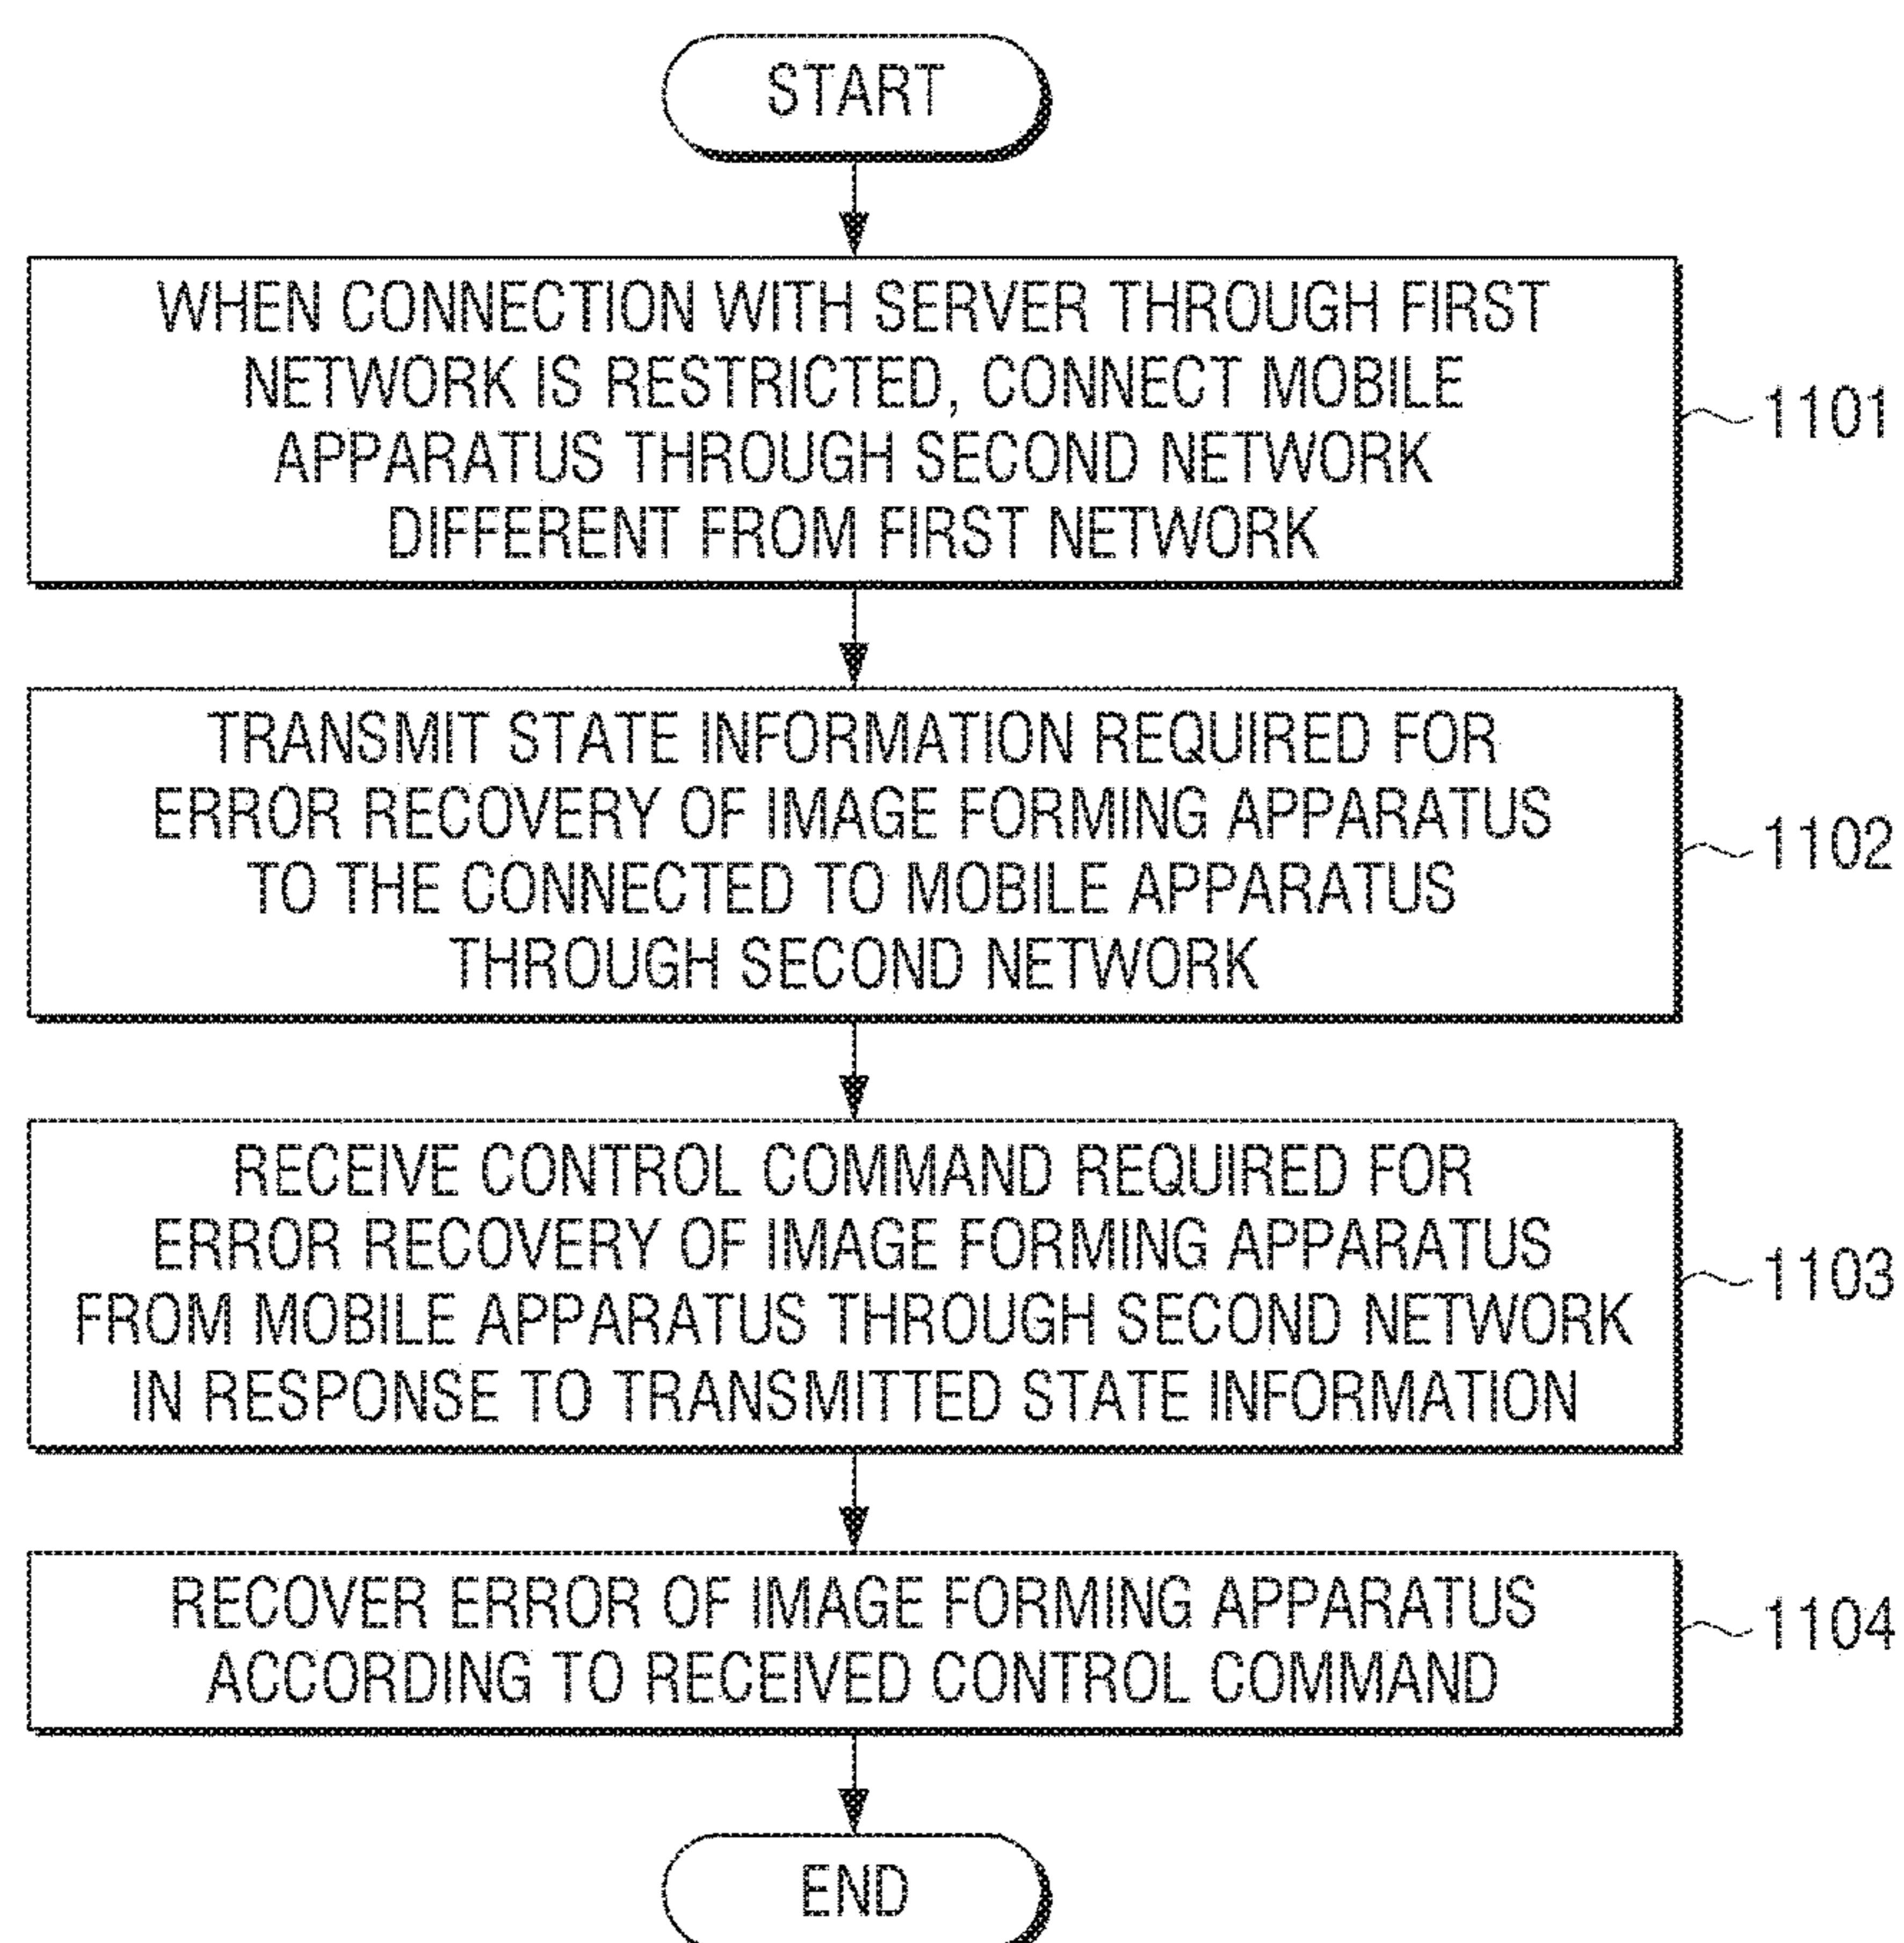 START
WHEN CONNECTION WITH SERVER THROUGH FIRST
NETWORK IS RESTRICTED, CONNECT MOBILE
APPARATUS THROUGH SECOND NETWORK
DIFFERENT FROM FIRST NETWORK
1101
TRANSMIT STATE INFORMATION REQUIRED FOR
ERROR RECOVERY OF IMAGE FORMING APPARATUS
TO THE CONNECTED TO MOBILE APPARATUS
THROUGH SECOND NETWORK
1102
RECEIVE CONTROL COMMAND REQUIRED FOR
ERROR RECOVERY OF IMAGE FORMING APPARATUS
FROM MOBILE APPARATUS THROUGH SECOND NETWORK
IN RESPONSE TO TRANSMITTED STATE INFORMATION
1103
RECOVER ERROR OF IMAGE FORMING APPARATUS
ACCORDING TO RECEIVED CONTROL COMMAND
1104
END